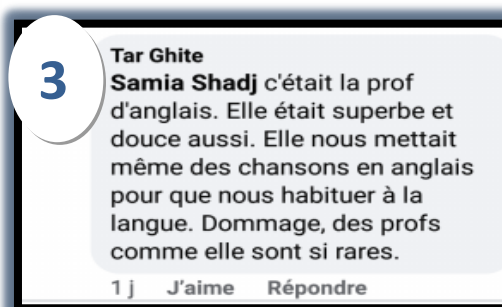 3
Tar Ghite
Samia Shadj c'était la prof
d'anglais. Elle était superbe et
douce aussi. Elle nous mettait
même des chansons en anglais
pour que nous habituer à la
langue. Dommage, des profs
comme elle sont si rares.
1 j J'aime Répondre